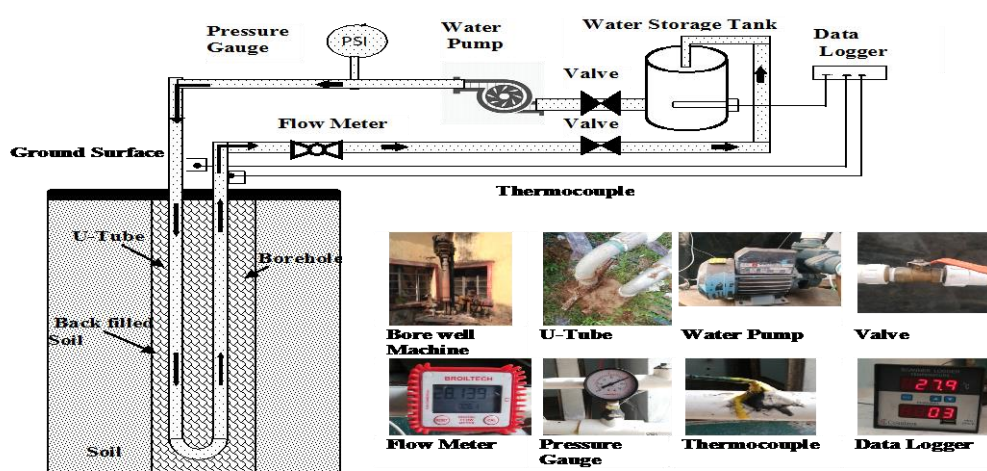 Pressure
Gauge
PSI
Water
Pump
Water Storage Tank
Data
Logger
Valve
Flow Meter
Valve
Ground Surface
Thermocouple
U-Tube
Borehole
Back filled
Soil
Soil
Bore well
Machine
U-Tube
Water Pump
Valve
BROILTECH
Flow Meter
Pressure
Gauge
Thermocouple
27.9
03
Data Logger